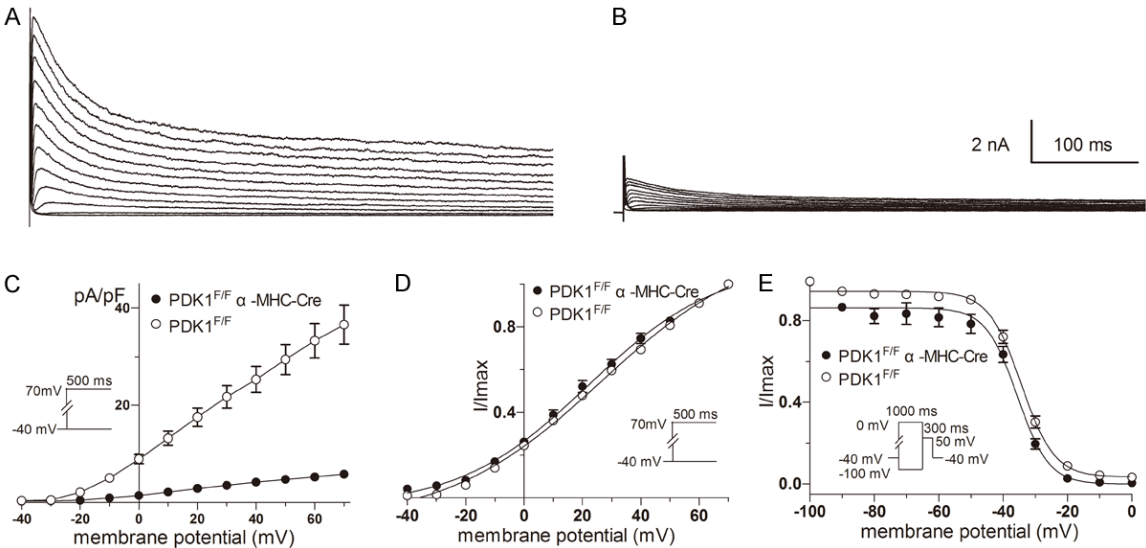 A
B
2 nA
100 ms
C
pA/pF
PDK1F/F α -MHC-Cre
PDK1F/F
40
20
500 ms
70mV
-40 mV
-40
-20
0
20
40
60
membrane potential (mV)
D
PDK1F/F α -MHC-Cre
PDK1F/F
I/Imax
0.8
0.4
500 ms
70mV
-40 mV
-40
-20
0
20
40
60
membrane potential (mV)
E
I/Imax
0.8
0.4
0.0
PDK1F/F α -MHC-Cre
PDK1F/F
1000 ms
0 mV
300 ms
50 mV
-40 mV
-40 mV
-100mV
-100
-80
-60
-40
-20
0
membrane potential (mV)